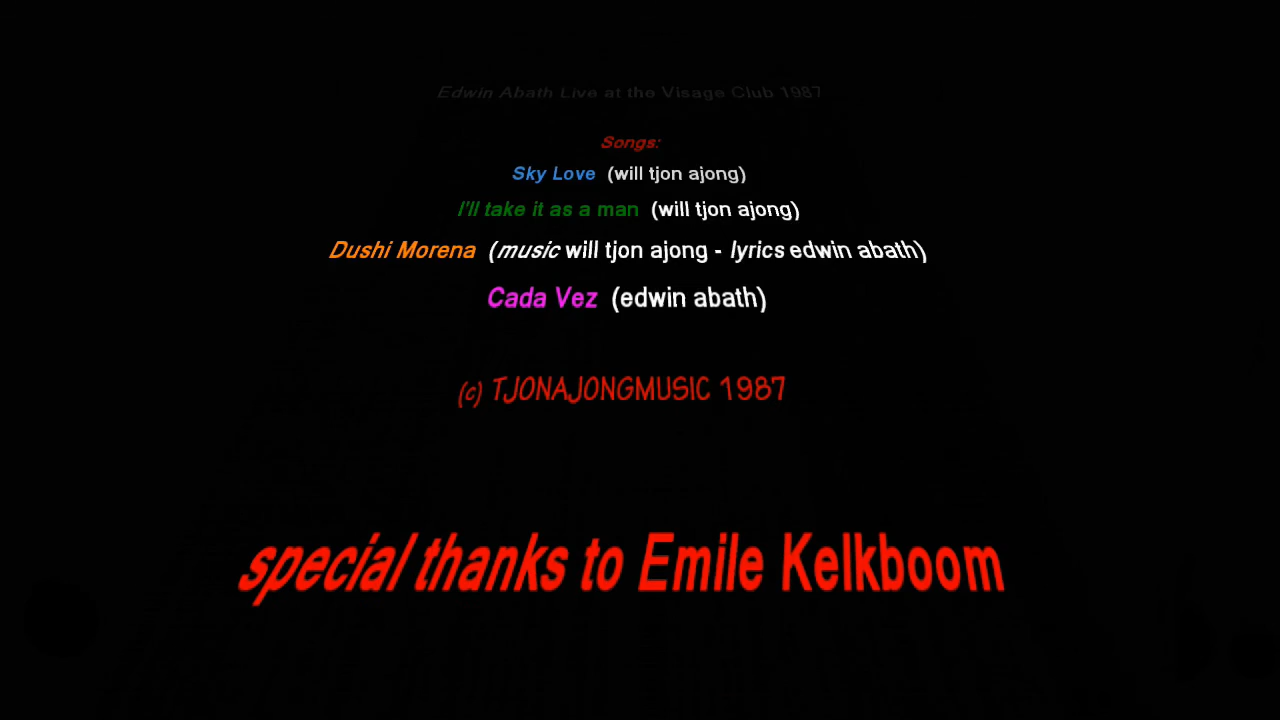 Edwin Abath Live at the Visage Club 1987
Songs:
Sky Love (will tjon ajong)
I'll take it as a man (will tjon ajong)
Dushi Morena (music will tjon ajong - lyrics edwin abath)
Cada Vez (edwin abath)
(c) TJONAJONGMUSIC 1987
special thanks to Emile Kelkboom